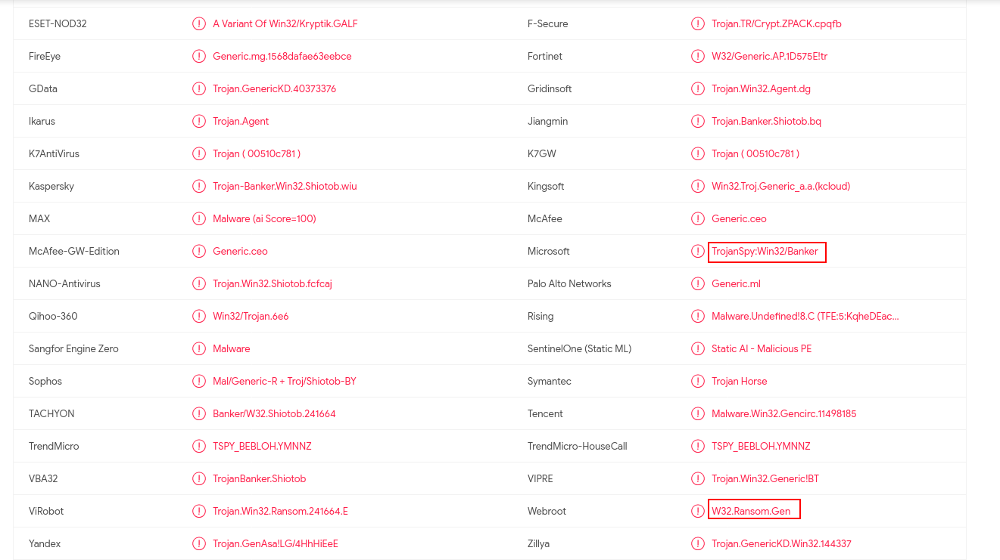 ESET-NOD32 A Variant Of Win32/Kryptik.GALF F-Secure Trojan.TR/Crypt.ZPACK.cpqfb
FireEye Generic.mg.1568dafae63eebce Fortinet W32/Generic.AP.1D575E!tr
GData Trojan.GenericKD.40373376 Gridinsoft Trojan.Win32.Agent.dg
Ikarus Trojan.Agent Jiangmin Trojan.Banker.Shiotob.bq
K7AntiVirus Trojan ( 00510c781 ) K7GW Trojan ( 00510c781 )
Kaspersky Trojan-Banker.Win32.Shiotob.wiu Kingsoft Win32.Troj.Generic_a.a.(kcloud)
MAX Malware (ai Score=100) McAfee Generic.ceo
McAfee-GW-Edition Generic.ceo Microsoft TrojanSpy:Win32/Banker
NANO-Antivirus Trojan.Win32.Shiotob.fcfcaj Palo Alto Networks Generic.ml
Qihoo-360 Win32/Trojan.6e6 Rising Malware.Undefined!8.C (TFE:5:KqheDEac...
Sangfor Engine Zero Malware SentinelOne (Static ML) Static AI - Malicious PE
Sophos Mal/Generic-R + Troj/Shiotob-BY Symantec Trojan Horse
TACHYON Banker/W32.Shiotob.241664 Tencent Malware.Win32.Gencirc.11498185
TrendMicro TSPY_BEBLOH.YMNNZ TrendMicro-HouseCall TSPY_BEBLOH.YMNNZ
VBA32 TrojanBanker.Shiotob VIPRE Trojan.Win32.Generic!BT
ViRobot Trojan.Win32.Ransom.241664.E Webroot W32.Ransom.Gen
Yandex Trojan.GenAsa!LG/4HhHiEeE Zillya Trojan.GenericKD.Win32.144337